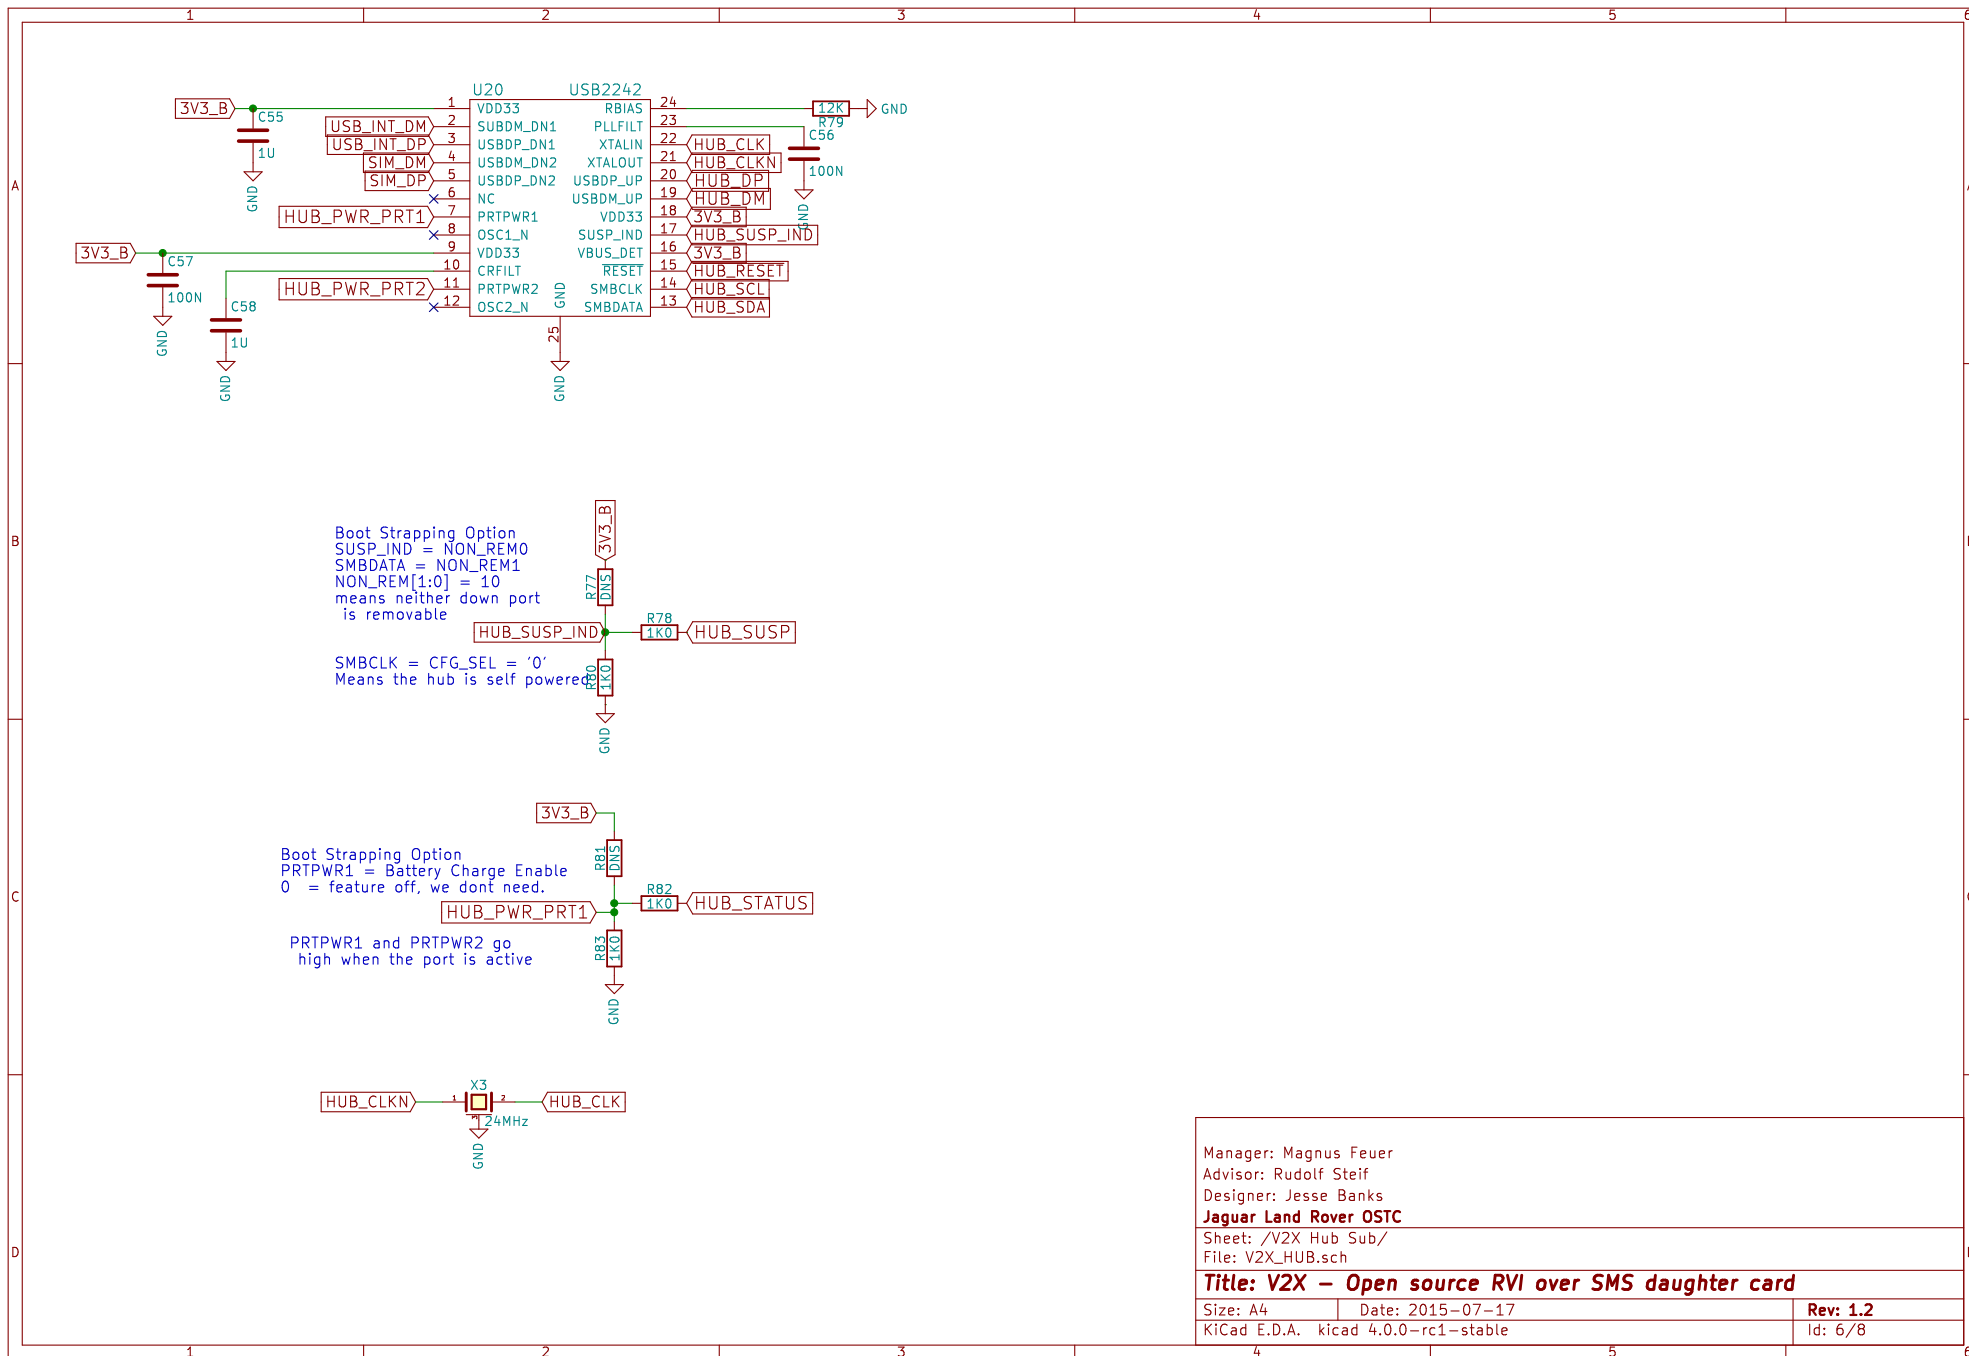 1 2 3 4 5 6
A
B
C
D
U20 USB2242
3V3_B
C55
1U
GND
1 VDD33
USB_INT_DM 2 SUBDM_DN1
USB_INT_DP 3 USBDP_DN1
SIM_DM 4 USBDM_DN2
SIM_DP 5 USBDP_DN2
6 NC
HUB_PWR_PRT1 7 PRTPWR1
8 OSC1_N
3V3_B 9 VDD33
C57
100N
GND
10 CRFILT
HUB_PWR_PRT2 11 PRTPWR2
12 OSC2_N
C58
1U
GND
GND
25
GND
RBIAS 24 12K GND
R79
PLLFILT 23
C56
100N
GND
XTALIN 22 HUB_CLK
XTALOUT 21 HUB_CLKN
USBDP_UP 20 HUB_DP
USBDM_UP 19 HUB_DM
VDD33 18 3V3_B
SUSP_IND 17 HUB_SUSP_IND
VBUS_DET 16 3V3_B
RESET 15 HUB_RESET
SMBCLK 14 HUB_SCL
SMBDATA 13 HUB_SDA
Boot Strapping Option
SUSP_IND = NON_REM0
SMBDATA = NON_REM1
NON_REM[1:0] = 10
means neither down port
is removable
SMBCLK = CFG_SEL = '0'
Means the hub is self powered
3V3_B
R77
DNS
HUB_SUSP_IND
R78
1K0
HUB_SUSP
R80
1K0
GND
3V3_B
R81
DNS
Boot Strapping Option
PRTPWR1 = Battery Charge Enable
0 = feature off, we dont need.
HUB_PWR_PRT1
R82
1K0
HUB_STATUS
PRTPWR1 and PRTPWR2 go
high when the port is active
R83
1K0
GND
X3
HUB_CLKN 1 2 HUB_CLK
24MHz
GND
Manager: Magnus Feuer
Advisor: Rudolf Steif
Designer: Jesse Banks
Jaguar Land Rover OSTC
Sheet: /V2X Hub Sub/
File: V2X_HUB.sch
Title: V2X - Open source RVI over SMS daughter card
Size: A4 Date: 2015-07-17 Rev: 1.2
KiCad E.D.A. kicad 4.0.0-rc1-stable Id: 6/8
1 2 3 4 5 6